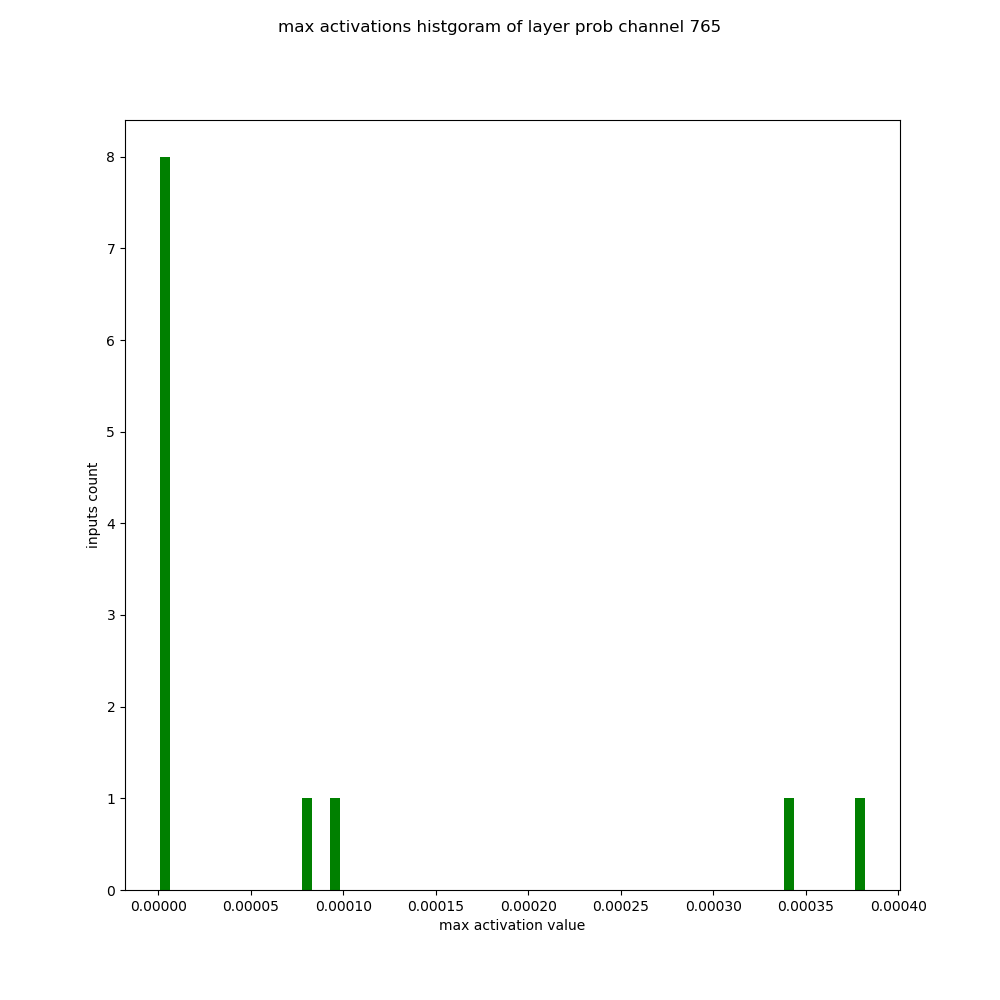 max activations histgoram of layer prob channel 765
8
7
6
5
4
3
2
1
0
inputs count
0.00000 0.00005 0.00010 0.00015 0.00020 0.00025 0.00030 0.00035 0.00040
max activation value